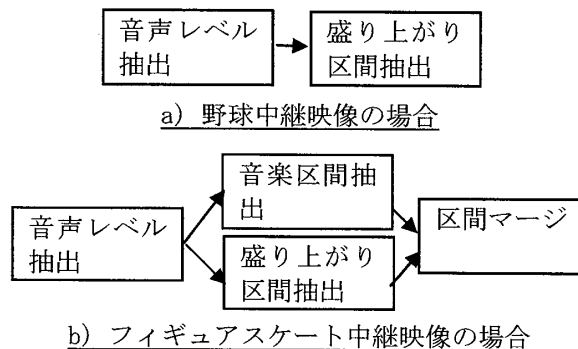 音声レベル
抽出
盛り上がり
区間抽出
a) 野球中継映像の場合
音楽区間抽
出
音声レベル
抽出
盛り上がり
区間抽出
区間マージ
b) フィギュアスケート中継映像の場合